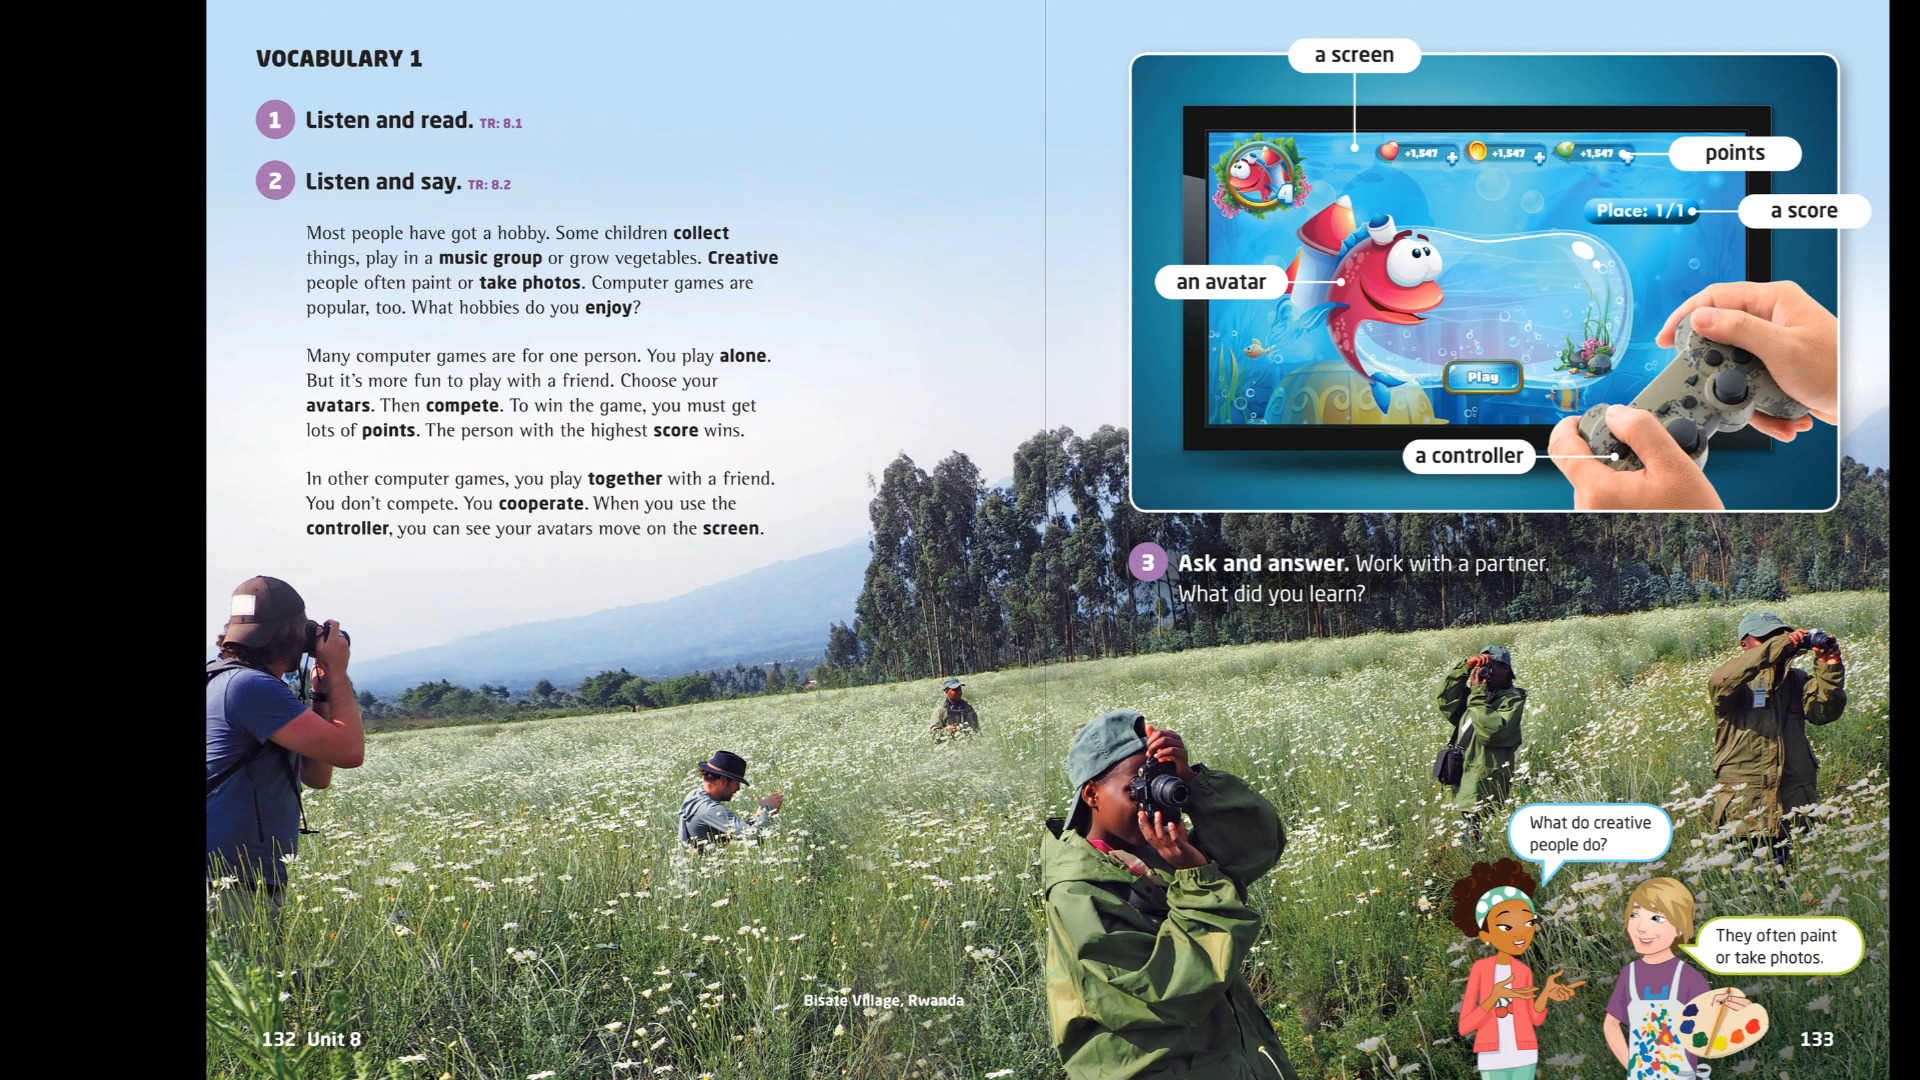 VOCABULARY 1
1 Listen and read. TR: 8.1
2 Listen and say. TR: 8.2
Most people have got a hobby. Some children collect
things, play in a music group or grow vegetables. Creative
people often paint or take photos. Computer games are
popular, too. What hobbies do you enjoy?
Many computer games are for one person. You play alone.
But it's more fun to play with a friend. Choose your
avatars. Then compete. To win the game, you must get
lots of points. The person with the highest score wins.
In other computer games, you play together with a friend.
You don't compete. You cooperate. When you use the
controller, you can see your avatars move on the screen.
Bisate Village, Rwanda
132 Unit 8
a screen
+1,547 +1,547 +1,547
points
4
Place: 1/1
a score
an avatar
Play
a controller
3 Ask and answer. Work with a partner.
What did you learn?
What do creative
people do?
They often paint
or take photos.
133